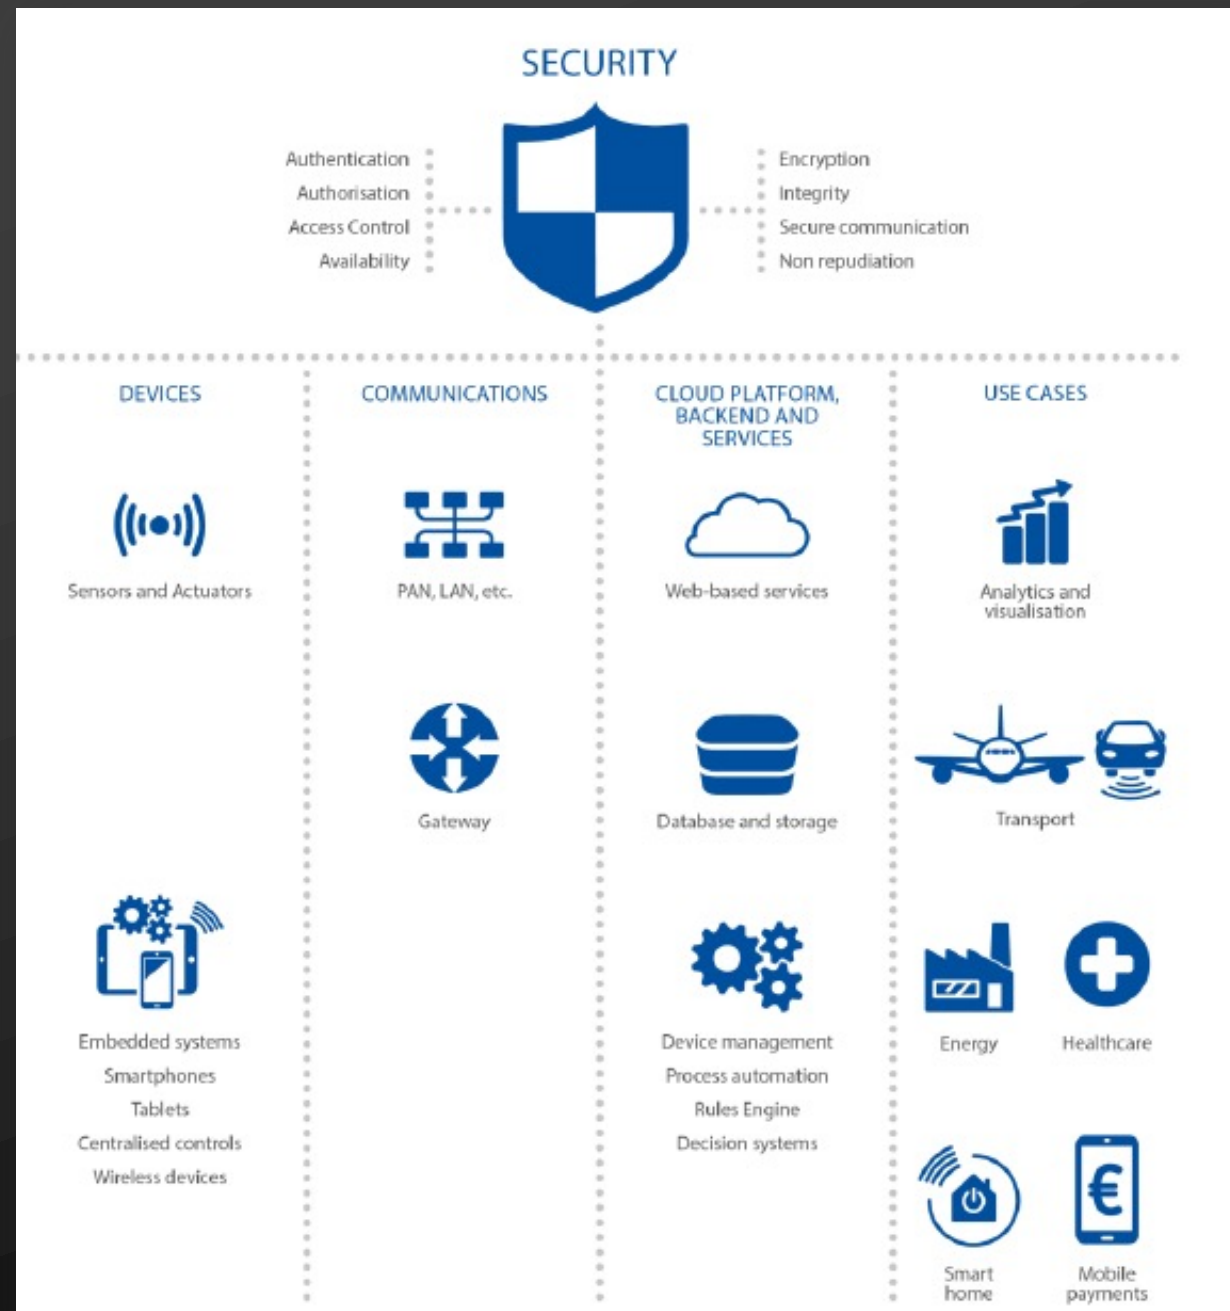 SECURITY
Authentication
Authorisation
Access Control
Availability
Encryption
Integrity
Secure communication
Non repudiation
DEVICES
Sensors and Actuators
Embedded systems
Smartphones
Tablets
Centralised controls
Wireless devices
COMMUNICATIONS
PAN, LAN, etc.
Gateway
CLOUD PLATFORM,
BACKEND AND
SERVICES
Web-based services
Database and storage
Device management
Process automation
Rules Engine
Decision systems
USE CASES
Analytics and
visualisation
Transport
Energy
Healthcare
Smart
home
€
Mobile
payments